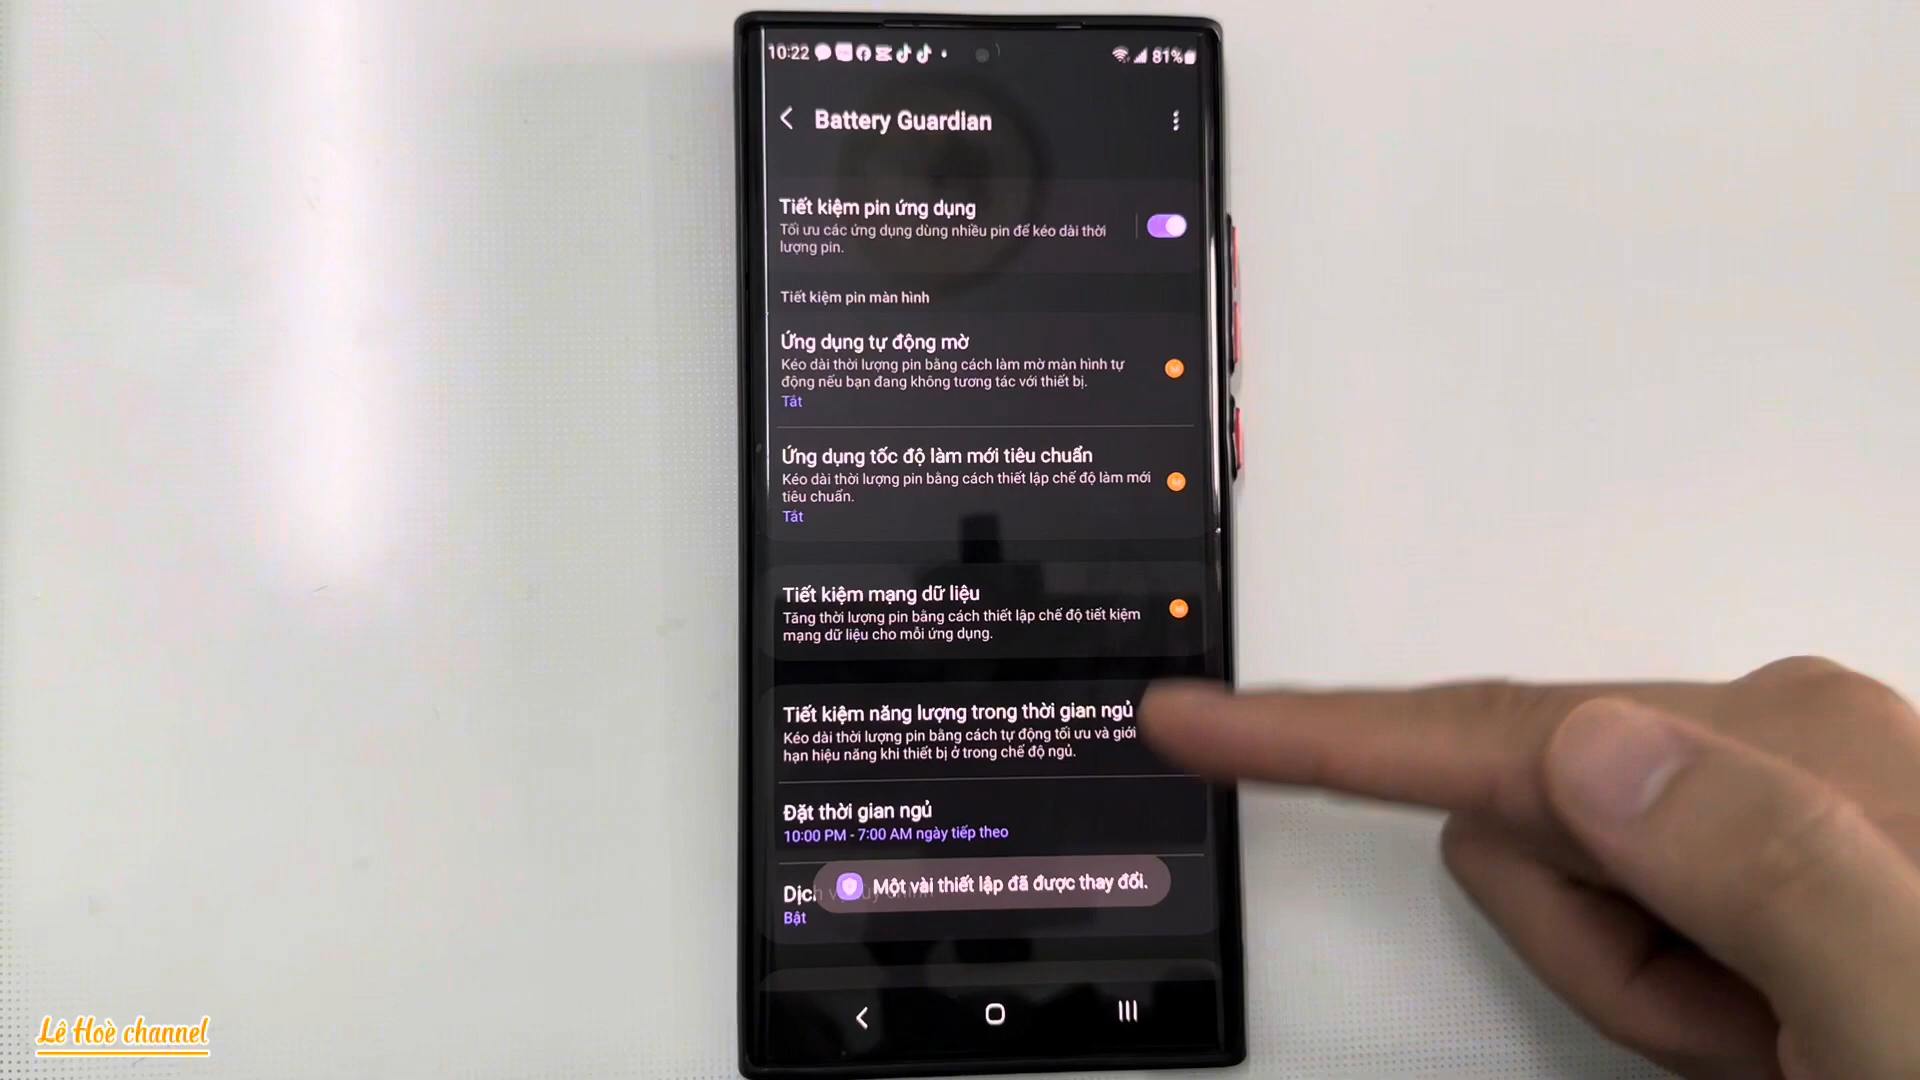 10:22
81%
Battery Guardian
Tiết kiệm pin ứng dụng
Tối ưu các ứng dụng dùng nhiều pin để kéo dài thời
lượng pin.
Tiết kiệm pin màn hình
Ứng dụng tự động mờ
Kéo dài thời lượng pin bằng cách làm mờ màn hình tự
động nếu bạn đang không tương tác với thiết bị.
Tắt
Ứng dụng tốc độ làm mới tiêu chuẩn
Kéo dài thời lượng pin bằng cách thiết lập chế độ làm mới
tiêu chuẩn.
Tắt
Tiết kiệm mạng dữ liệu
Tăng thời lượng pin bằng cách thiết lập chế độ tiết kiệm
mạng dữ liệu cho mỗi ứng dụng.
Tiết kiệm năng lượng trong thời gian ngủ
Kéo dài thời lượng pin bằng cách tự động tối ưu và giới
hạn hiệu năng khi thiết bị ở trong chế độ ngủ.
Đặt thời gian ngủ
10:00 PM - 7:00 AM ngày tiếp theo
Dịch
Một vài thiết lập đã được thay đổi.
Bật
Lê Hoè channel